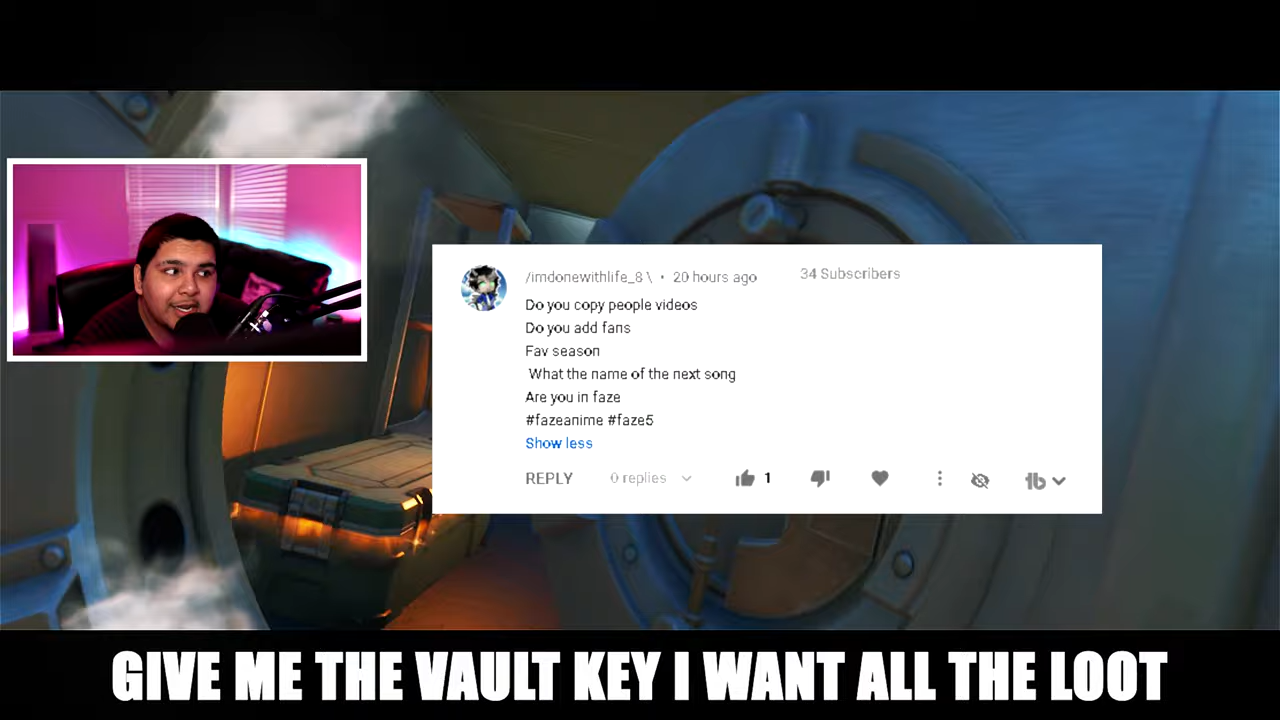 /imdonewithlife_8 \ • 20 hours ago
34 Subscribers
Do you copy people videos
Do you add fans
Fav season
What the name of the next song
Are you in faze
#fazeanime #faze5
Show less
REPLY 0 replies 1
GIVE ME THE VAULT KEY I WANT ALL THE LOOT